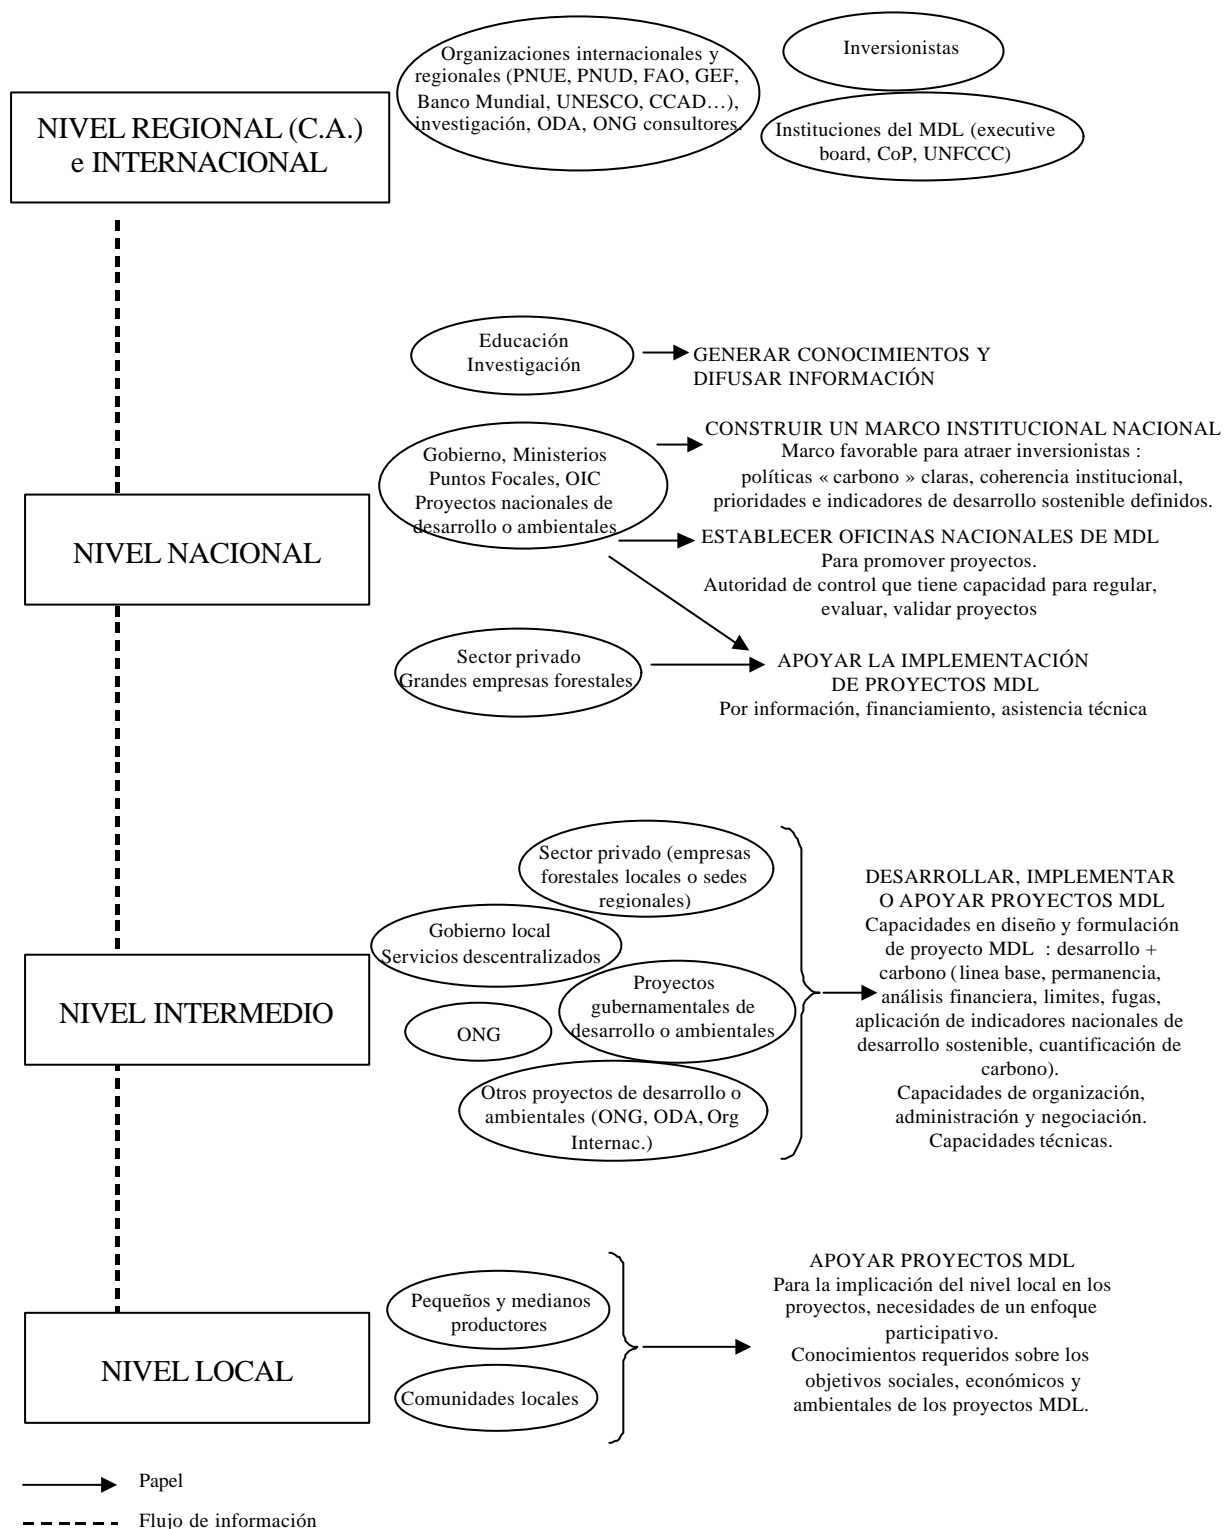 Organizaciones internacionales y
regionales (PNUE, PNUD, FAO, GEF,
Banco Mundial, UNESCO, CCAD…),
investigación, ODA, ONG consultores.
Inversionistas
Instituciones del MDL (executive
board, CoP, UNFCCC)
NIVEL REGIONAL (C.A.)
e INTERNACIONAL
Educación
Investigación
GENERAR CONOCIMIENTOS Y
DIFUSAR INFORMACIÓN
Gobierno, Ministerios
Puntos Focales, OIC
Proyectos nacionales de
desarrollo o ambientales
CONSTRUIR UN MARCO INSTITUCIONAL NACIONAL
Marco favorable para atraer inversionistas :
políticas « carbono » claras, coherencia institucional,
prioridades e indicadores de desarrollo sostenible definidos.
NIVEL NACIONAL
ESTABLECER OFICINAS NACIONALES DE MDL
Para promover proyectos.
Autoridad de control que tiene capacidad para regular,
evaluar, validar proyectos
Sector privado
Grandes empresas forestales
APOYAR LA IMPLEMENTACIÓN
DE PROYECTOS MDL
Por información, financiamiento, asistencia técnica
Sector privado (empresas
forestales locales o sedes
regionales)
Gobierno local
Servicios descentralizados
NIVEL INTERMEDIO
Proyectos
gubernamentales de
desarrollo o ambientales
ONG
Otros proyectos de desarrollo o
ambientales (ONG, ODA, Org
Internac.)
DESARROLLAR, IMPLEMENTAR
O APOYAR PROYECTOS MDL
Capacidades en diseño y formulación
de proyecto MDL : desarrollo +
carbono (linea base, permanencia,
análisis financiera, limites, fugas,
aplicación de indicadores nacionales de
desarrollo sostenible, cuantificación de
carbono).
Capacidades de organización,
administración y negociación.
Capacidades técnicas.
NIVEL LOCAL
Pequeños y medianos
productores
Comunidades locales
APOYAR PROYECTOS MDL
Para la implicación del nivel local en los
proyectos, necesidades de un enfoque
participativo.
Conocimientos requeridos sobre los
objetivos sociales, económicos y
ambientales de los proyectos MDL.
Papel
Flujo de información